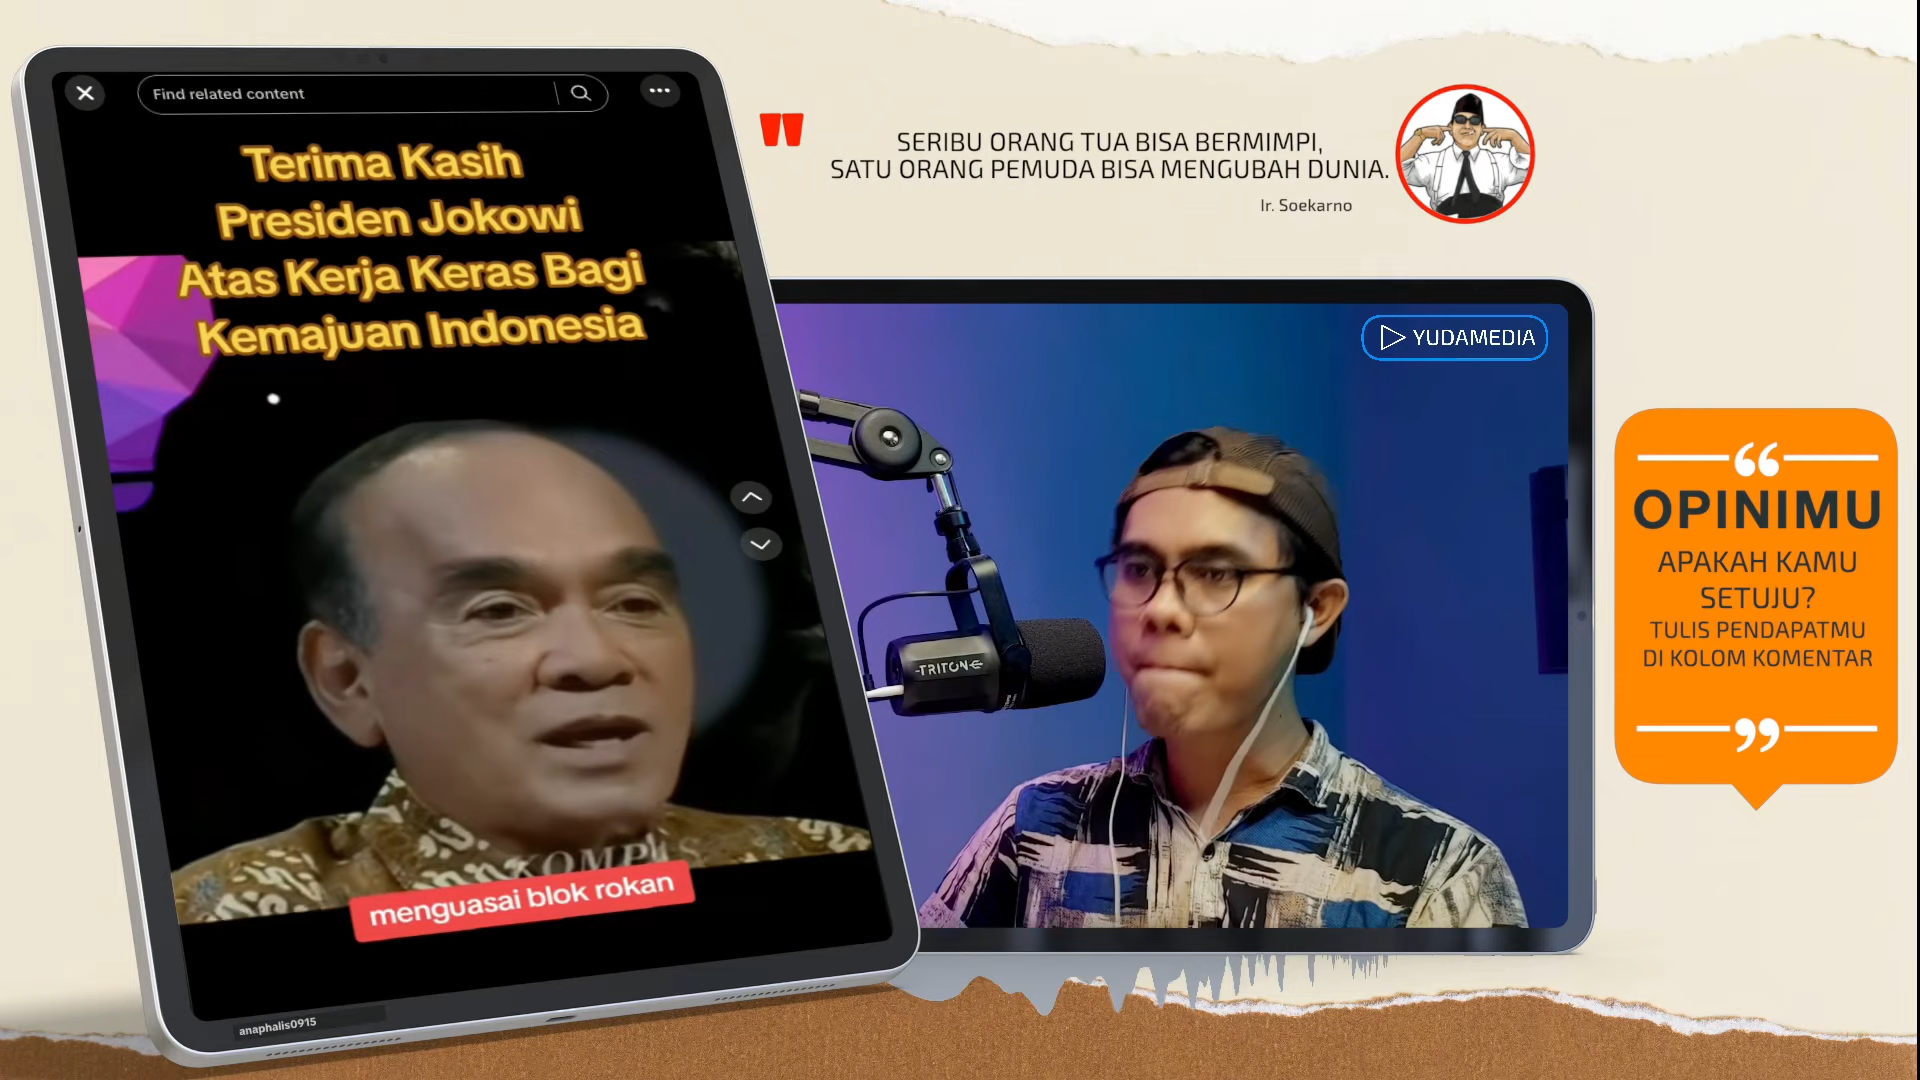 Find related content
Terima Kasih
Presiden Jokowi
Atas Kerja Keras Bagi
Kemajuan Indonesia
KOMPAS
menguasai blok rokan
anaphalis0915
"
SERIBU ORANG TUA BISA BERMIMPI,
SATU ORANG PEMUDA BISA MENGUBAH DUNIA.
Ir. Soekarno
YUDAMEDIA
TRITON
“
OPINIMU
APAKAH KAMU
SETUJU?
TULIS PENDAPATMU
DI KOLOM KOMENTAR
”